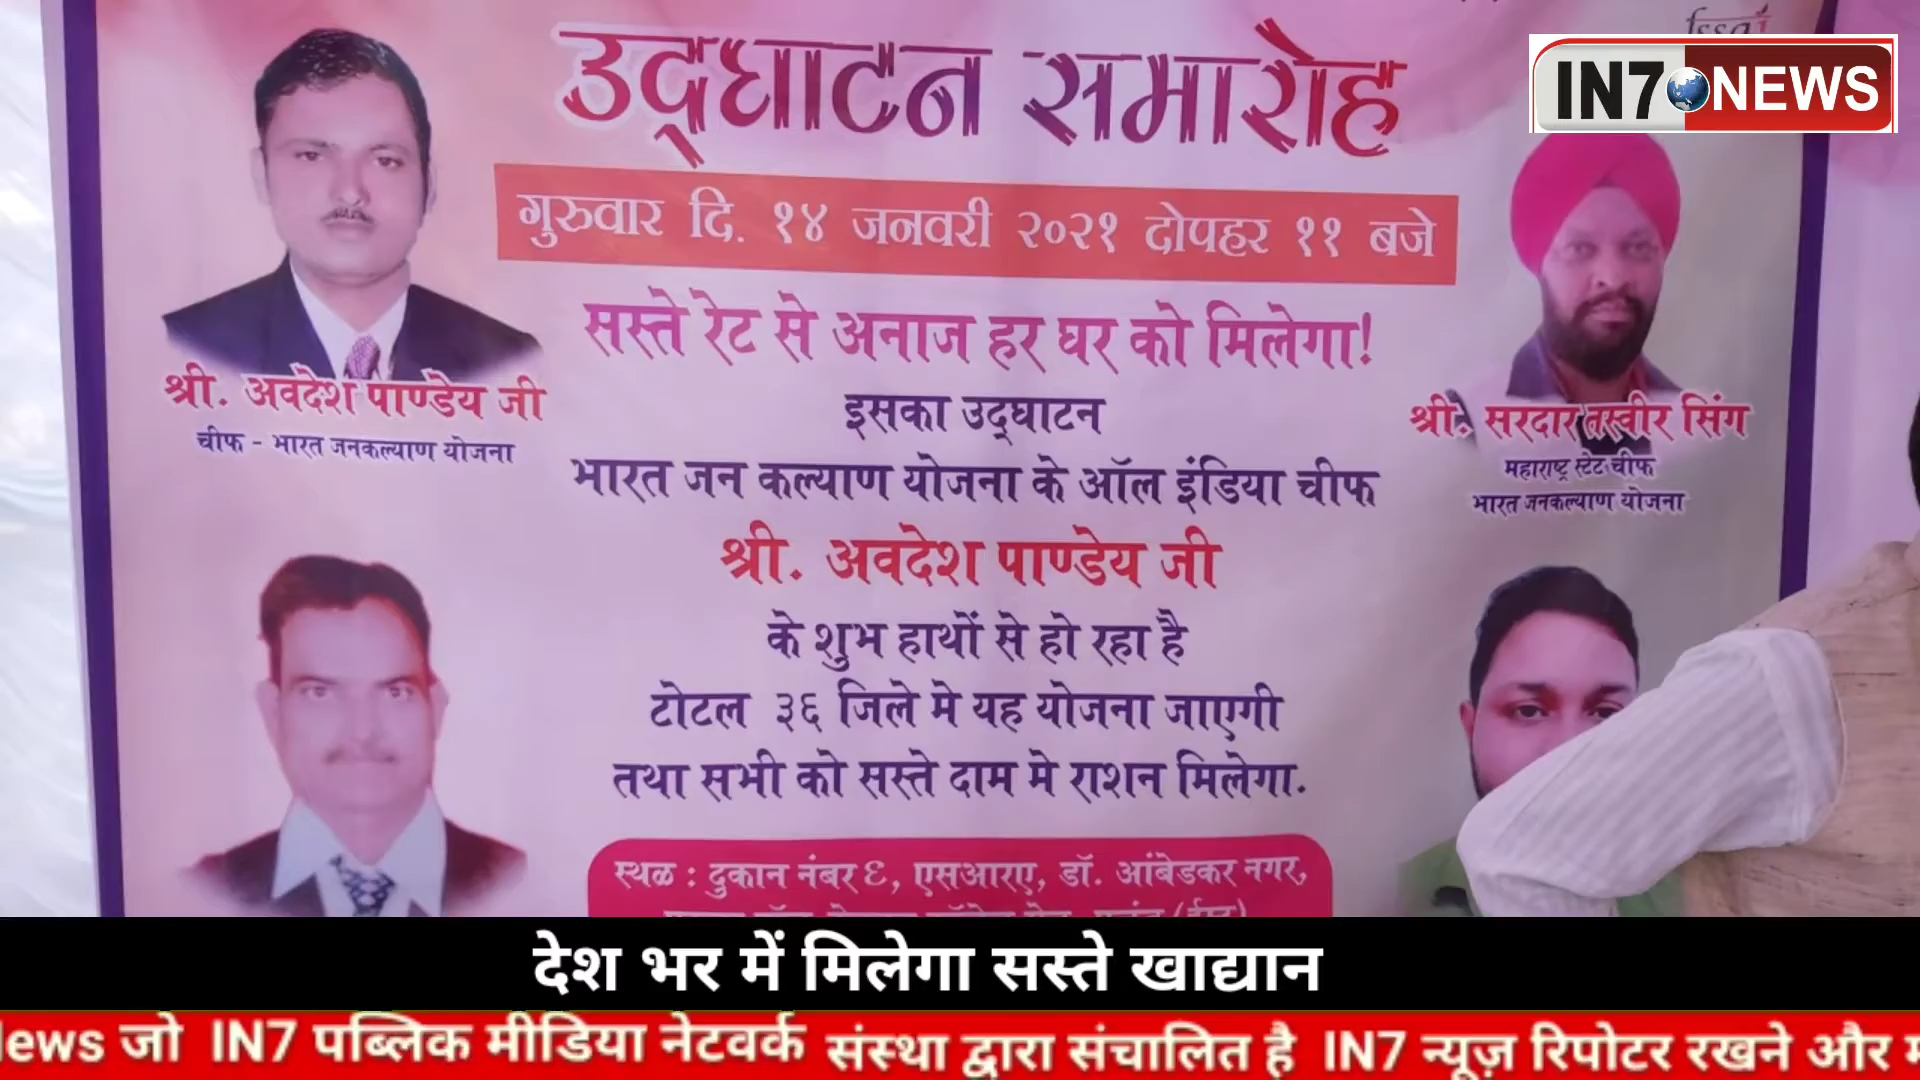 fssai
IN7 NEWS
उद्घाटन समारोह
गुरुवार दि. १४ जनवरी २०२१ दोपहर ११ बजे
सस्ते रेट से अनाज हर घर को मिलेगा!
श्री. अवदेश पाण्डेय जी
चीफ - भारत जनकल्याण योजना
इसका उद्घाटन
भारत जन कल्याण योजना के ऑल इंडिया चीफ
श्री. अवदेश पाण्डेय जी
के शुभ हाथों से हो रहा है
टोटल ३६ जिले मे यह योजना जाएगी
तथा सभी को सस्ते दाम मे राशन मिलेगा.
श्री. सरदार तस्वीर सिंग
महाराष्ट्र स्टेट चीफ
भारत जनकल्याण योजना
स्थळ : दुकान नंबर ६, एसआरए, डॉ. आंबेडकर नगर,
देश भर में मिलेगा सस्ते खाद्यान
News जो IN7 पब्लिक मीडिया नेटवर्क संस्था द्वारा संचालित है IN7 न्यूज़ रिपोटर रखने और